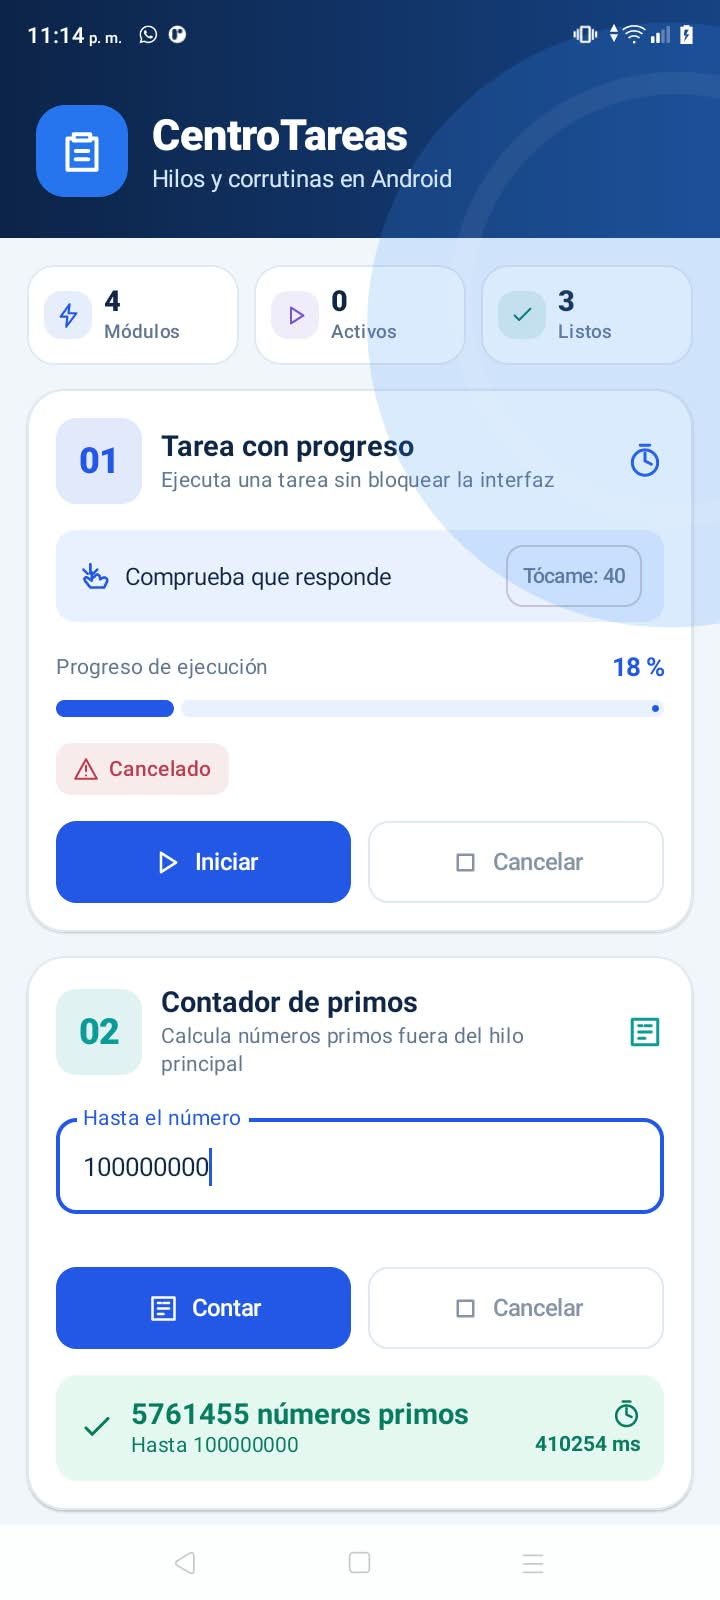 11:14 p. m.
CentroTareas
Hilos y corrutinas en Android
4
Módulos
0
Activos
3
Listos
01
Tarea con progreso
Ejecuta una tarea sin bloquear la interfaz
Comprueba que responde
Tócame: 40
Progreso de ejecución
18 %
Cancelado
Iniciar
Cancelar
02
Contador de primos
Calcula números primos fuera del hilo
principal
Hasta el número
100000000
Contar
Cancelar
5761455 números primos
Hasta 100000000
410254 ms